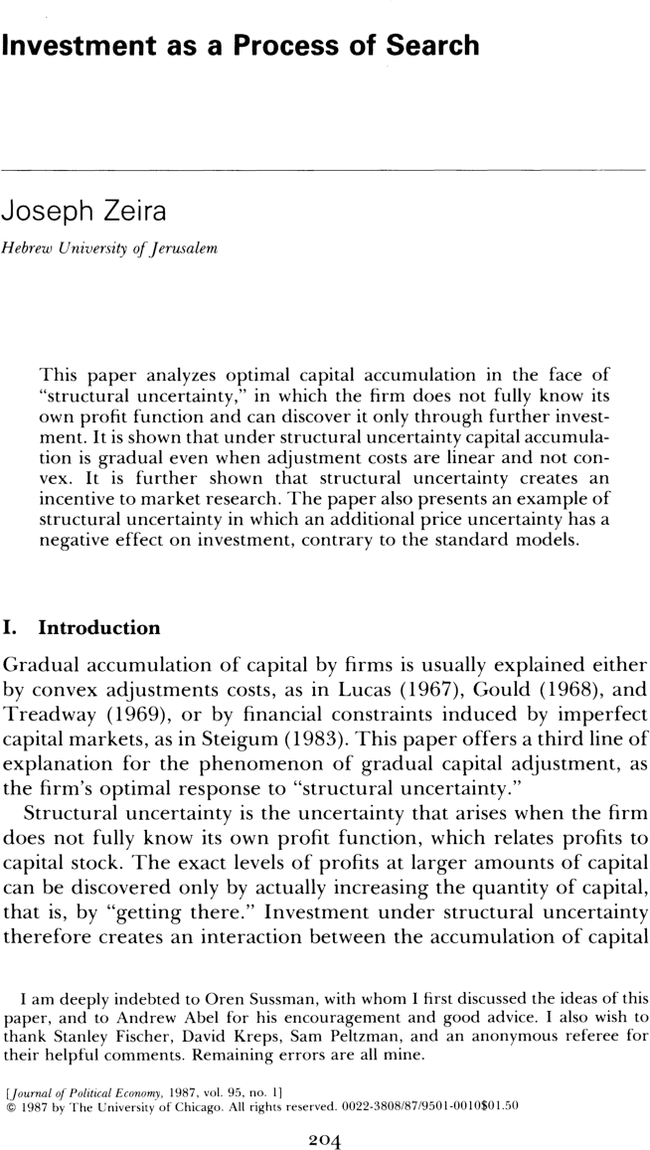 Investment as a Process of Search
Joseph Zeira
Hebrew University of Jerusalem
This paper analyzes optimal capital accumulation in the face of
“structural uncertainty,” in which the firm does not fully know its
own profit function and can discover it only through further invest-
ment. It is shown that under structural uncertainty capital accumula-
tion is gradual even when adjustment costs are linear and not con-
vex. It is further shown that structural uncertainty creates an
incentive to market research. The paper also presents an example of
structural uncertainty in which an additional price uncertainty has a
negative effect on investment, contrary to the standard models.
I. Introduction
Gradual accumulation of capital by firms is usually explained either
by convex adjustments costs, as in Lucas (1967), Gould (1968), and
Treadway (1969), or by financial constraints induced by imperfect
capital markets, as in Steigum (1983). This paper offers a third line of
explanation for the phenomenon of gradual capital adjustment, as
the firm’s optimal response to “structural uncertainty.”
Structural uncertainty is the uncertainty that arises when the firm
does not fully know its own profit function, which relates profits to
capital stock. The exact levels of profits at larger amounts of capital
can be discovered only by actually increasing the quantity of capital,
that is, by “getting there.” Investment under structural uncertainty
therefore creates an interaction between the accumulation of capital
I am deeply indebted to Oren Sussman, with whom I first discussed the ideas of this
paper, and to Andrew Abel for his encouragement and good advice. I also wish to
thank Stanley Fischer, David Kreps, Sam Peltzman, and an anonymous referee for
their helpful comments. Remaining errors are all mine.
[Journal of Political Economy, 1987, vol. 95, no. 1]
© 1987 by The University of Chicago. All rights reserved. 0022-3808/87/9501-0010$01.50
204